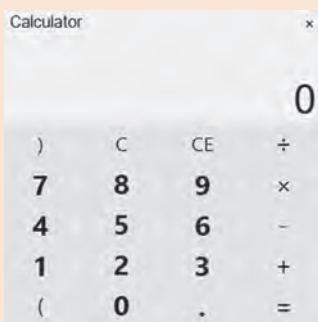 Calculator ×
0
) C CE ÷
7 8 9 ×
4 5 6 -
1 2 3 +
( 0 . =